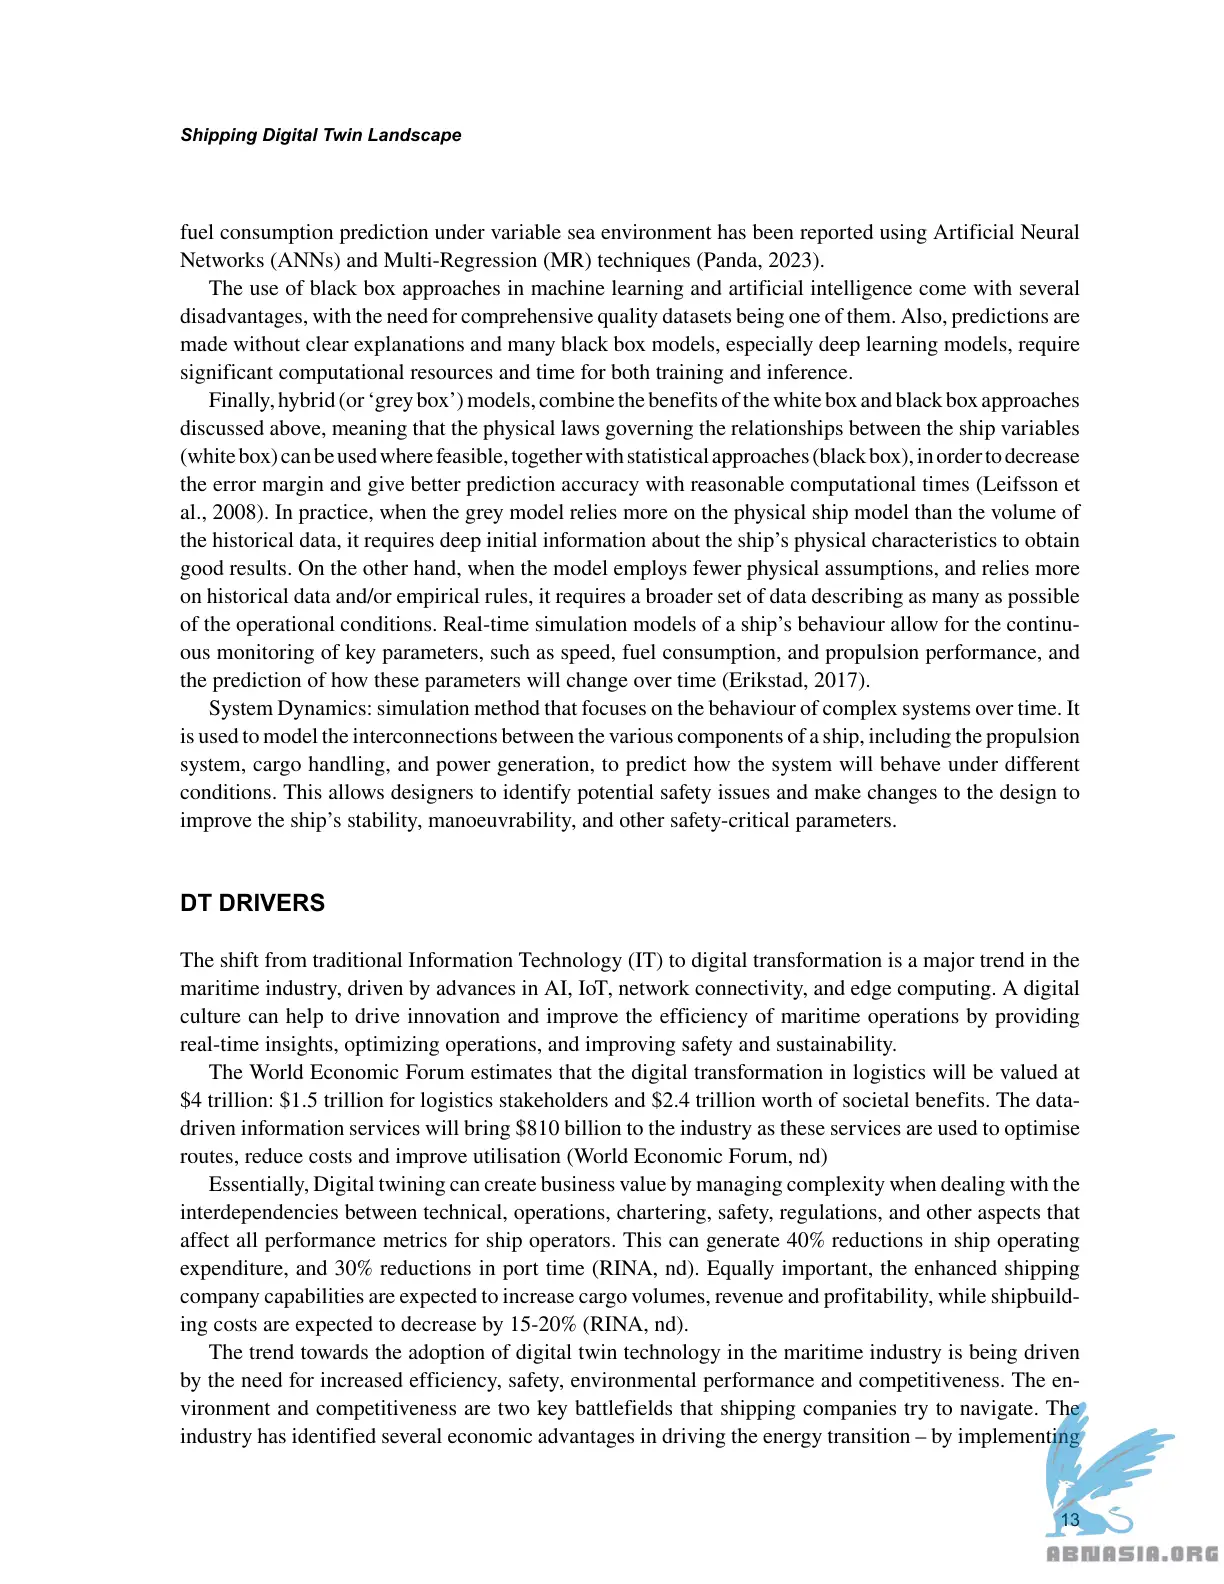 Shipping Digital Twin Landscape
fuel consumption prediction under variable sea environment has been reported using Artificial Neural
Networks (ANNs) and Multi-Regression (MR) techniques (Panda, 2023).
The use of black box approaches in machine learning and artificial intelligence come with several
disadvantages, with the need for comprehensive quality datasets being one of them. Also, predictions are
made without clear explanations and many black box models, especially deep learning models, require
significant computational resources and time for both training and inference.
Finally, hybrid (or ‘grey box’) models, combine the benefits of the white box and black box approaches
discussed above, meaning that the physical laws governing the relationships between the ship variables
(white box) can be used where feasible, together with statistical approaches (black box), in order to decrease
the error margin and give better prediction accuracy with reasonable computational times (Leifsson et
al., 2008). In practice, when the grey model relies more on the physical ship model than the volume of
the historical data, it requires deep initial information about the ship’s physical characteristics to obtain
good results. On the other hand, when the model employs fewer physical assumptions, and relies more
on historical data and/or empirical rules, it requires a broader set of data describing as many as possible
of the operational conditions. Real-time simulation models of a ship’s behaviour allow for the continu-
ous monitoring of key parameters, such as speed, fuel consumption, and propulsion performance, and
the prediction of how these parameters will change over time (Erikstad, 2017).
System Dynamics: simulation method that focuses on the behaviour of complex systems over time. It
is used to model the interconnections between the various components of a ship, including the propulsion
system, cargo handling, and power generation, to predict how the system will behave under different
conditions. This allows designers to identify potential safety issues and make changes to the design to
improve the ship’s stability, manoeuvrability, and other safety-critical parameters.
DT DRIVERS
The shift from traditional Information Technology (IT) to digital transformation is a major trend in the
maritime industry, driven by advances in AI, IoT, network connectivity, and edge computing. A digital
culture can help to drive innovation and improve the efficiency of maritime operations by providing
real-time insights, optimizing operations, and improving safety and sustainability.
The World Economic Forum estimates that the digital transformation in logistics will be valued at
$4 trillion: $1.5 trillion for logistics stakeholders and $2.4 trillion worth of societal benefits. The data-
driven information services will bring $810 billion to the industry as these services are used to optimise
routes, reduce costs and improve utilisation (World Economic Forum, nd)
Essentially, Digital twining can create business value by managing complexity when dealing with the
interdependencies between technical, operations, chartering, safety, regulations, and other aspects that
affect all performance metrics for ship operators. This can generate 40% reductions in ship operating
expenditure, and 30% reductions in port time (RINA, nd). Equally important, the enhanced shipping
company capabilities are expected to increase cargo volumes, revenue and profitability, while shipbuild-
ing costs are expected to decrease by 15-20% (RINA, nd).
The trend towards the adoption of digital twin technology in the maritime industry is being driven
by the need for increased efficiency, safety, environmental performance and competitiveness. The en-
vironment and competitiveness are two key battlefields that shipping companies try to navigate. The
industry has identified several economic advantages in driving the energy transition – by implementing
13
ABNASIA.ORG